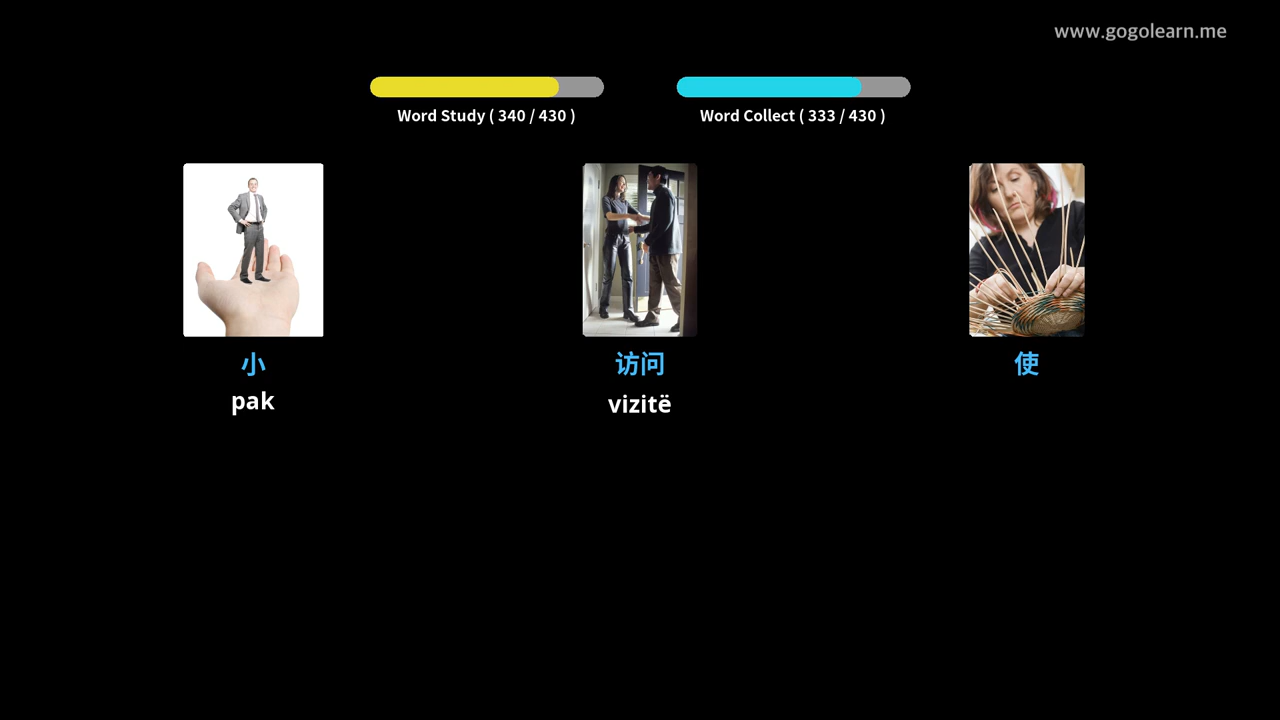 www.gogolearn.me
Word Study ( 340 / 430 )
Word Collect ( 333 / 430 )
小
pak
访问
vizitë
使